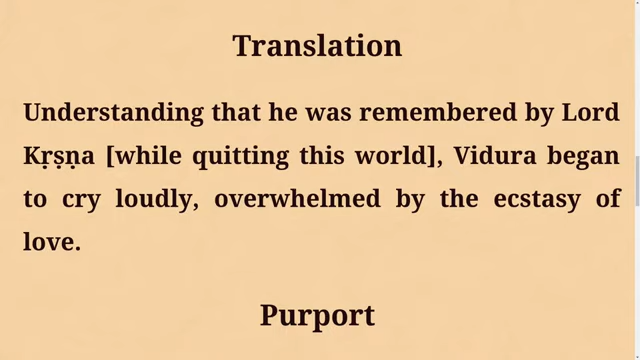 Translation
Understanding that he was remembered by Lord
Kṛṣṇa [while quitting this world], Vidura began
to cry loudly, overwhelmed by the ecstasy of
love.
Purport